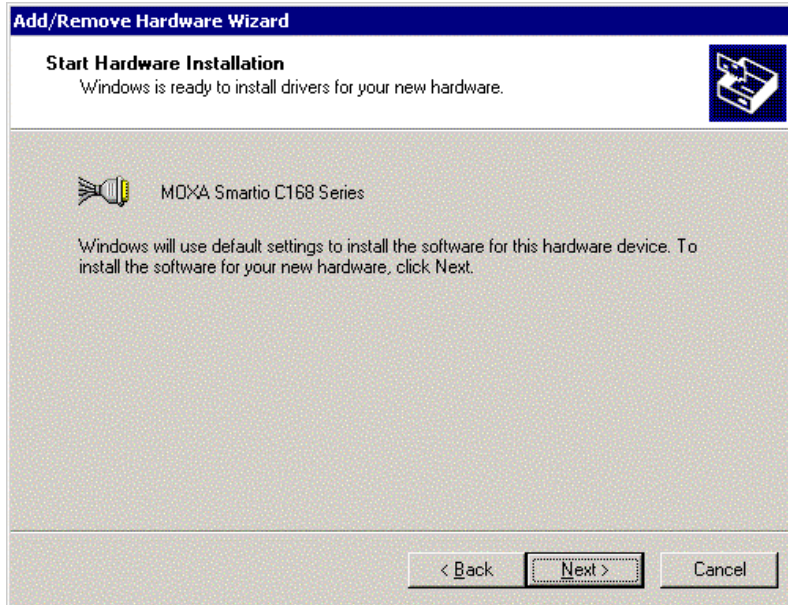 Add/Remove Hardware Wizard
Start Hardware Installation
Windows is ready to install drivers for your new hardware.
MOXA Smartio C168 Series
Windows will use default settings to install the software for this hardware device. To
install the software for your new hardware, click Next.
< Back Next > Cancel